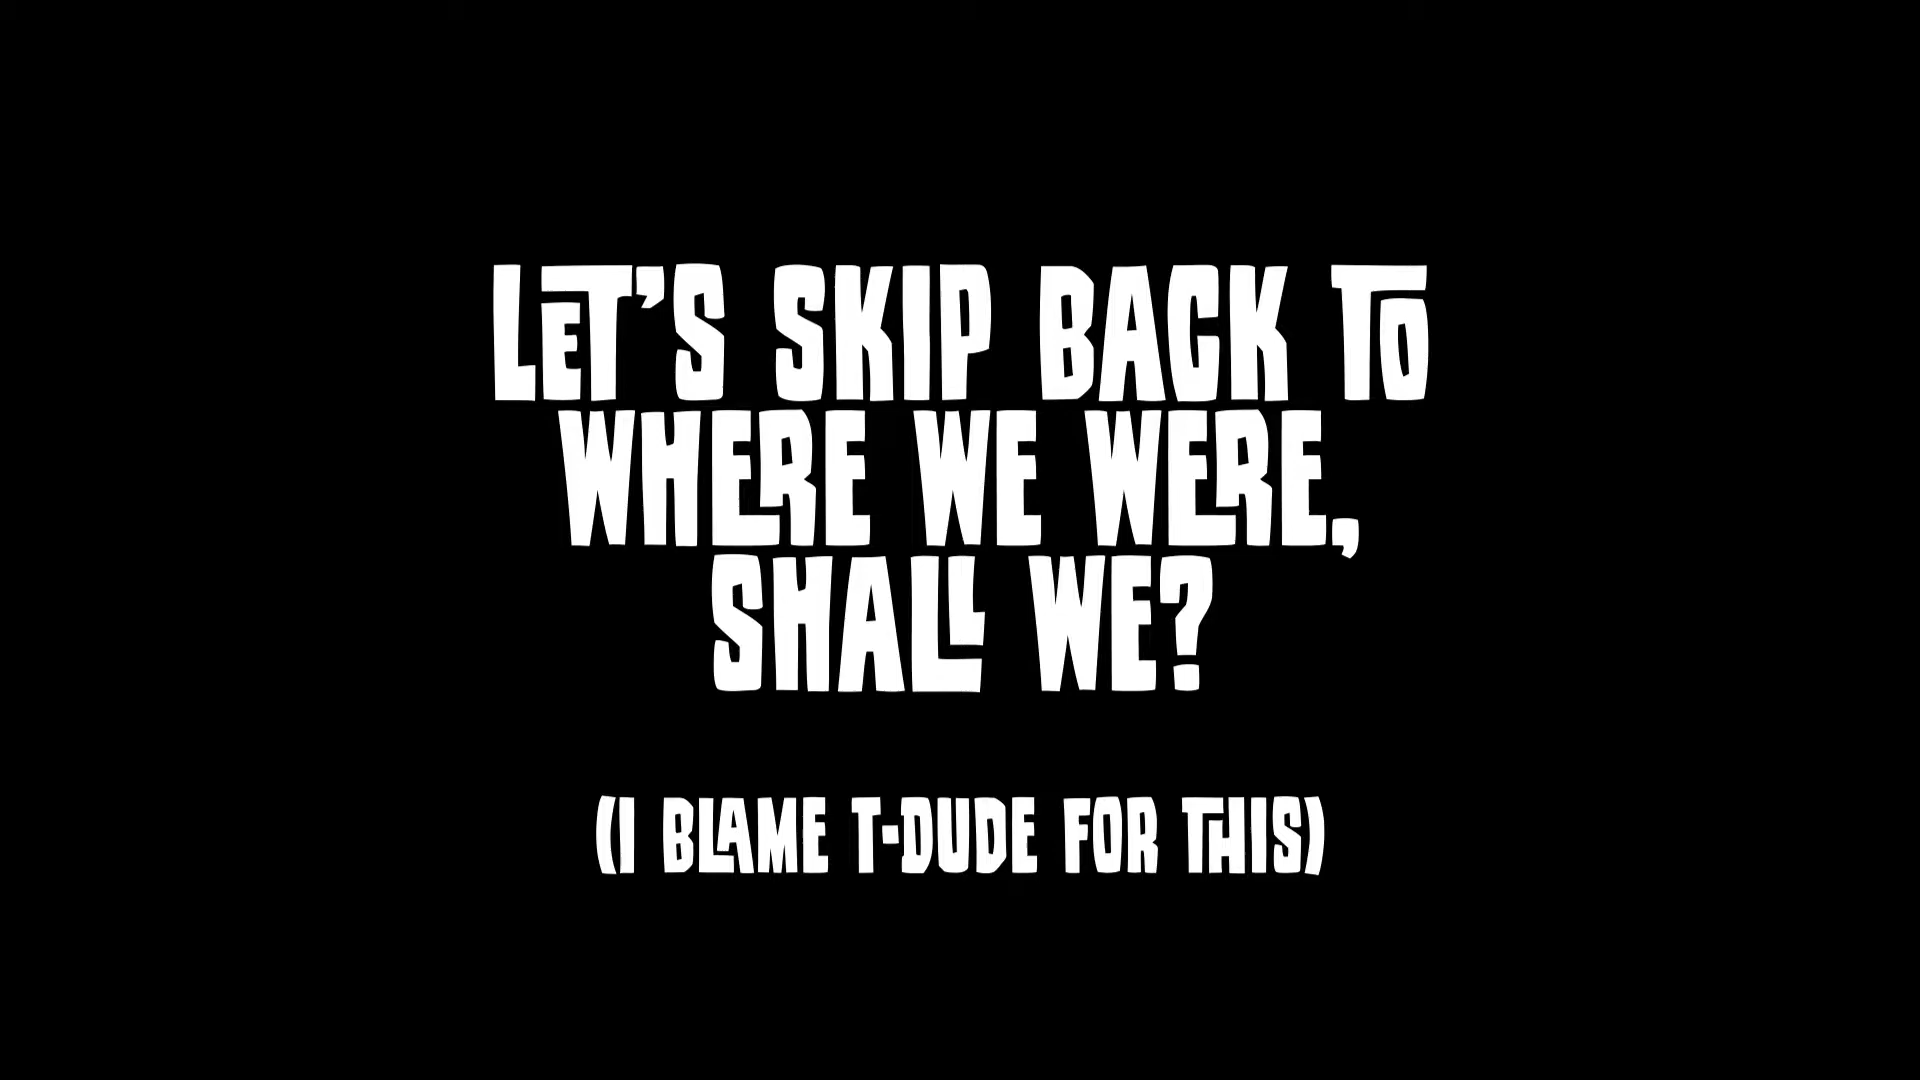 LET'S SKIP BACK TO
WHERE WE WERE,
SHALL WE?
(I BLAME T-DUDE FOR THIS)